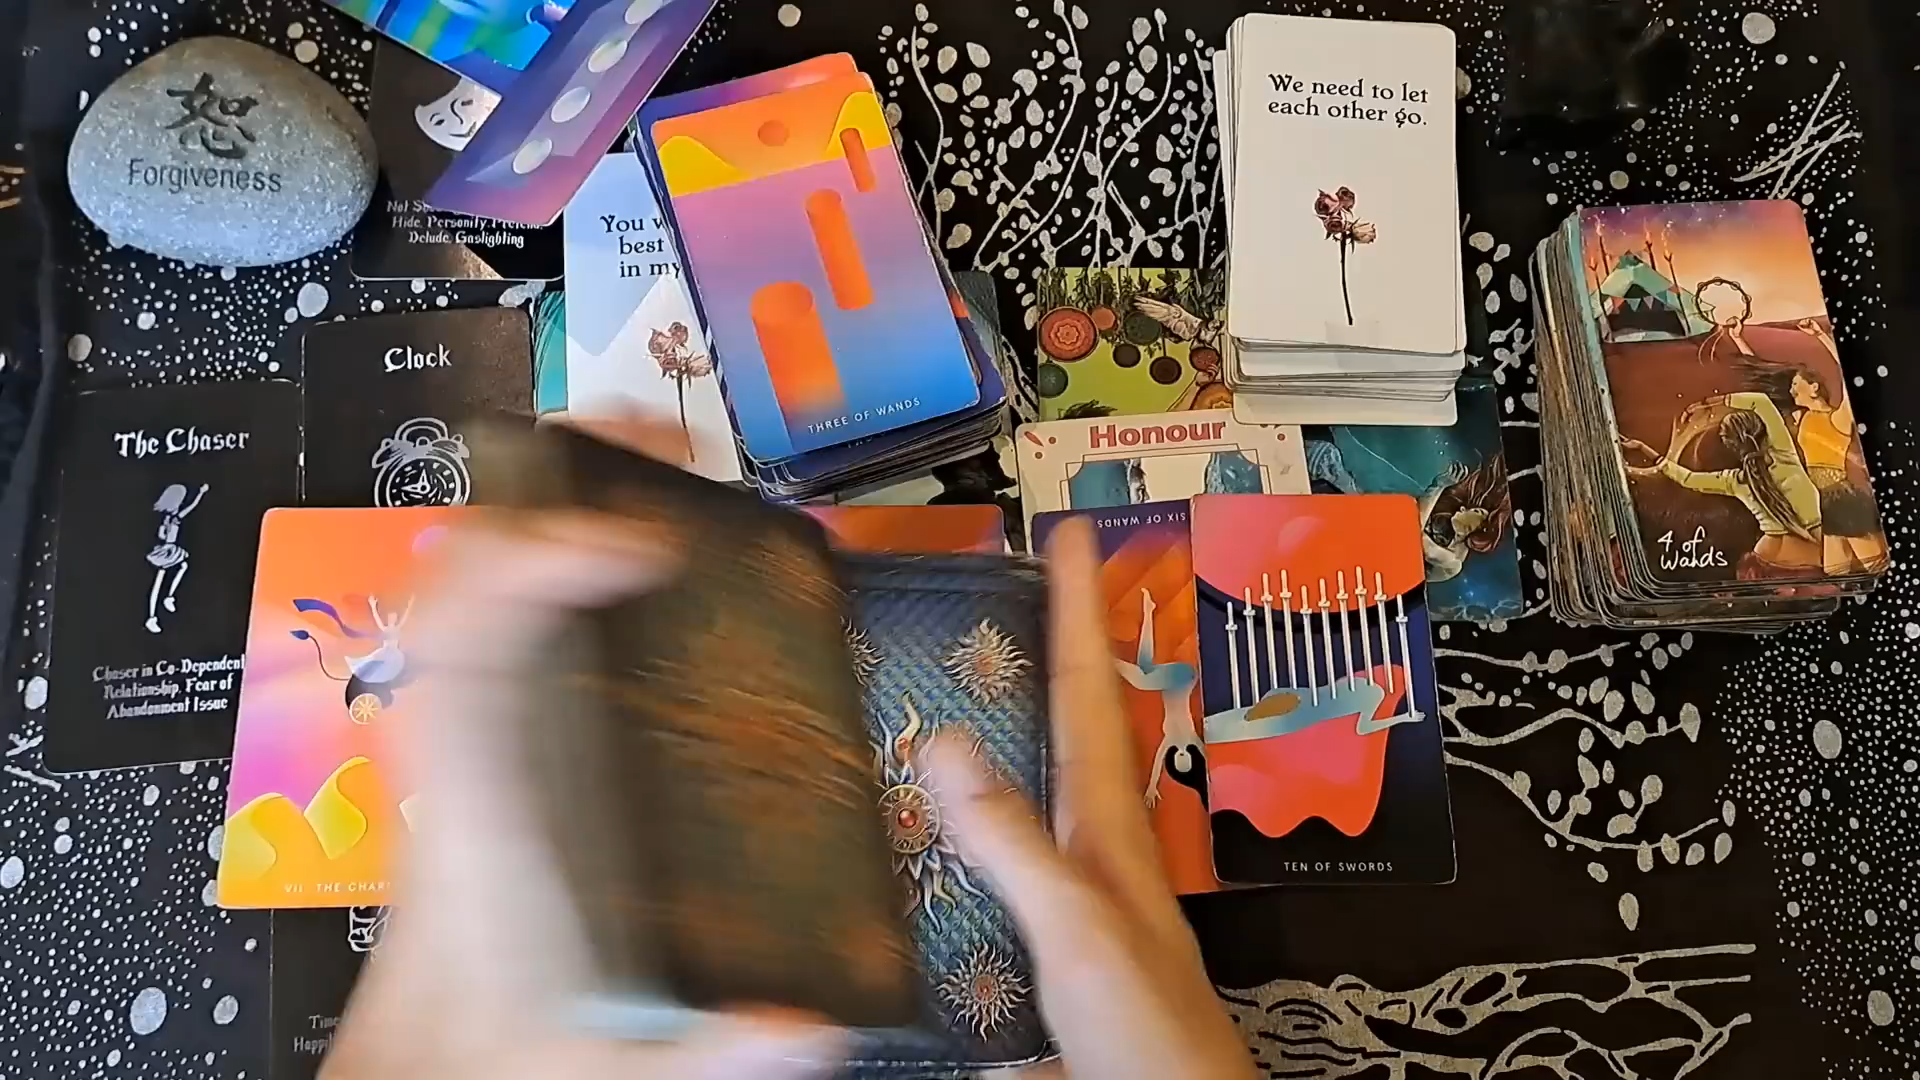 恕
Forgiveness
Hide, Personify, Pretend,
Delude, Gaslighting
You
best
in my
THREE OF WANDS
We need to let
each other go.
Clock
The Chaser
Chaser in Co-Dependent
Relationship, Fear of
Abandonment Issue
Honour
SIX OF WANDS
4 of
Wands
VII. THE
TEN OF SWORDS